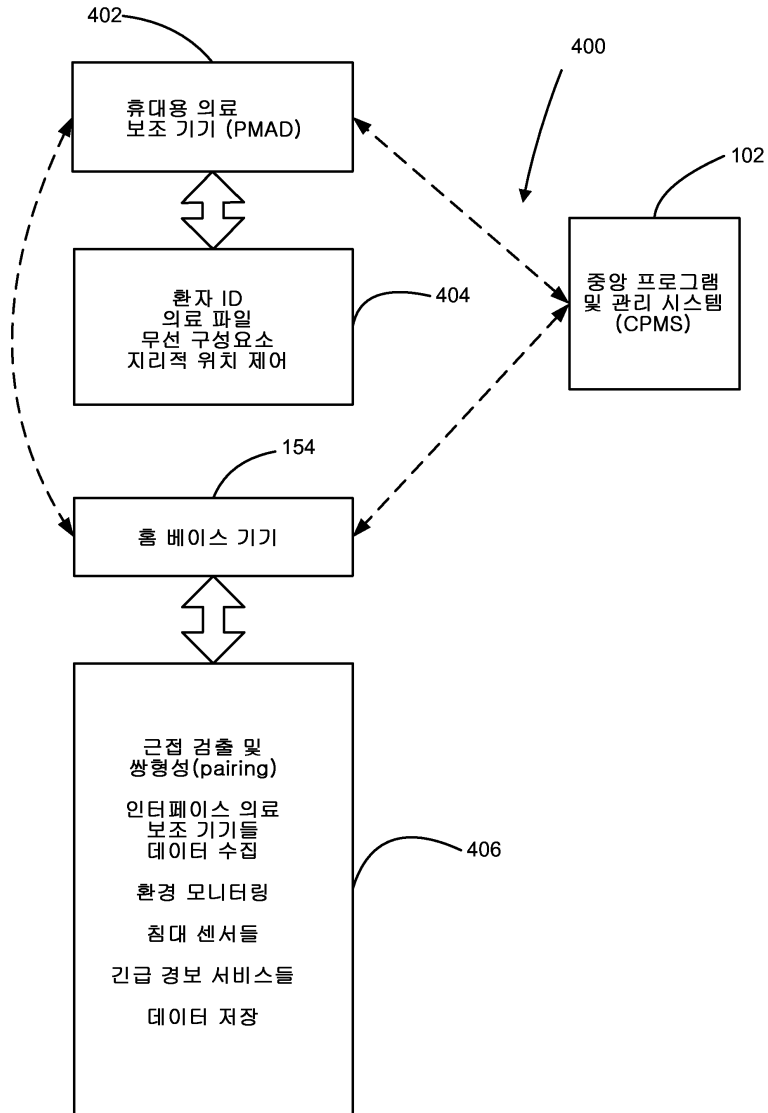 402
400
휴대용 의료
보조 기기 (PMAD)
102
중앙 프로그램
및 관리 시스템
(CPMS)
환자 ID
의료 파일
무선 구성요소
지리적 위치 제어
404
154
홈 베이스 기기
근접 검출 및
쌍형성(pairing)
인터페이스 의료
보조 기기들
데이터 수집
환경 모니터링
침대 센서들
긴급 경보 서비스들
데이터 저장
406